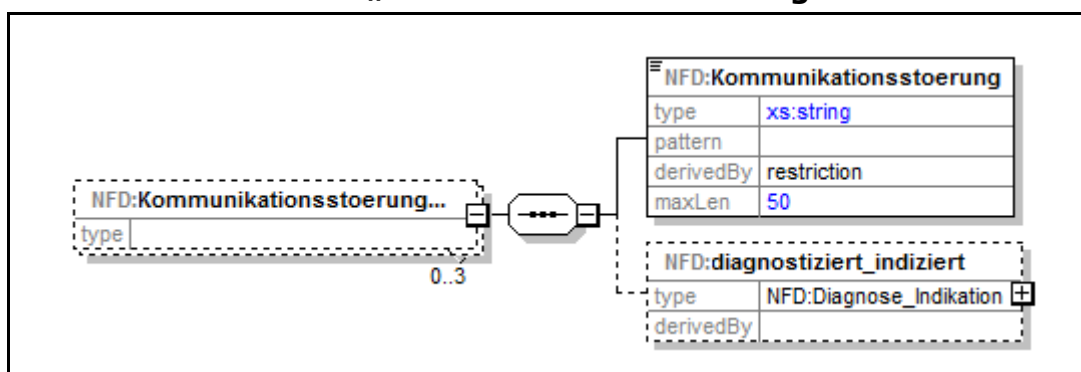 NFD:Kommunikationsstoerung
type xs:string
pattern
derivedBy restriction
maxLen 50
NFD:Kommunikationsstoerung...
type
0..3
NFD:diagnostiziert_indiziert
type NFD:Diagnose_Indikation
derivedBy